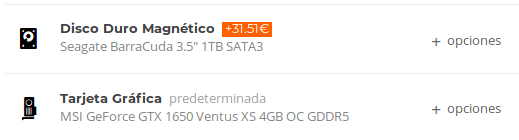 Disco Duro Magnético +31.51€
Seagate BarraCuda 3.5" 1TB SATA3
+ opciones
Tarjeta Gráfica predeterminada
MSI GeForce GTX 1650 Ventus XS 4GB OC GDDR5
+ opciones